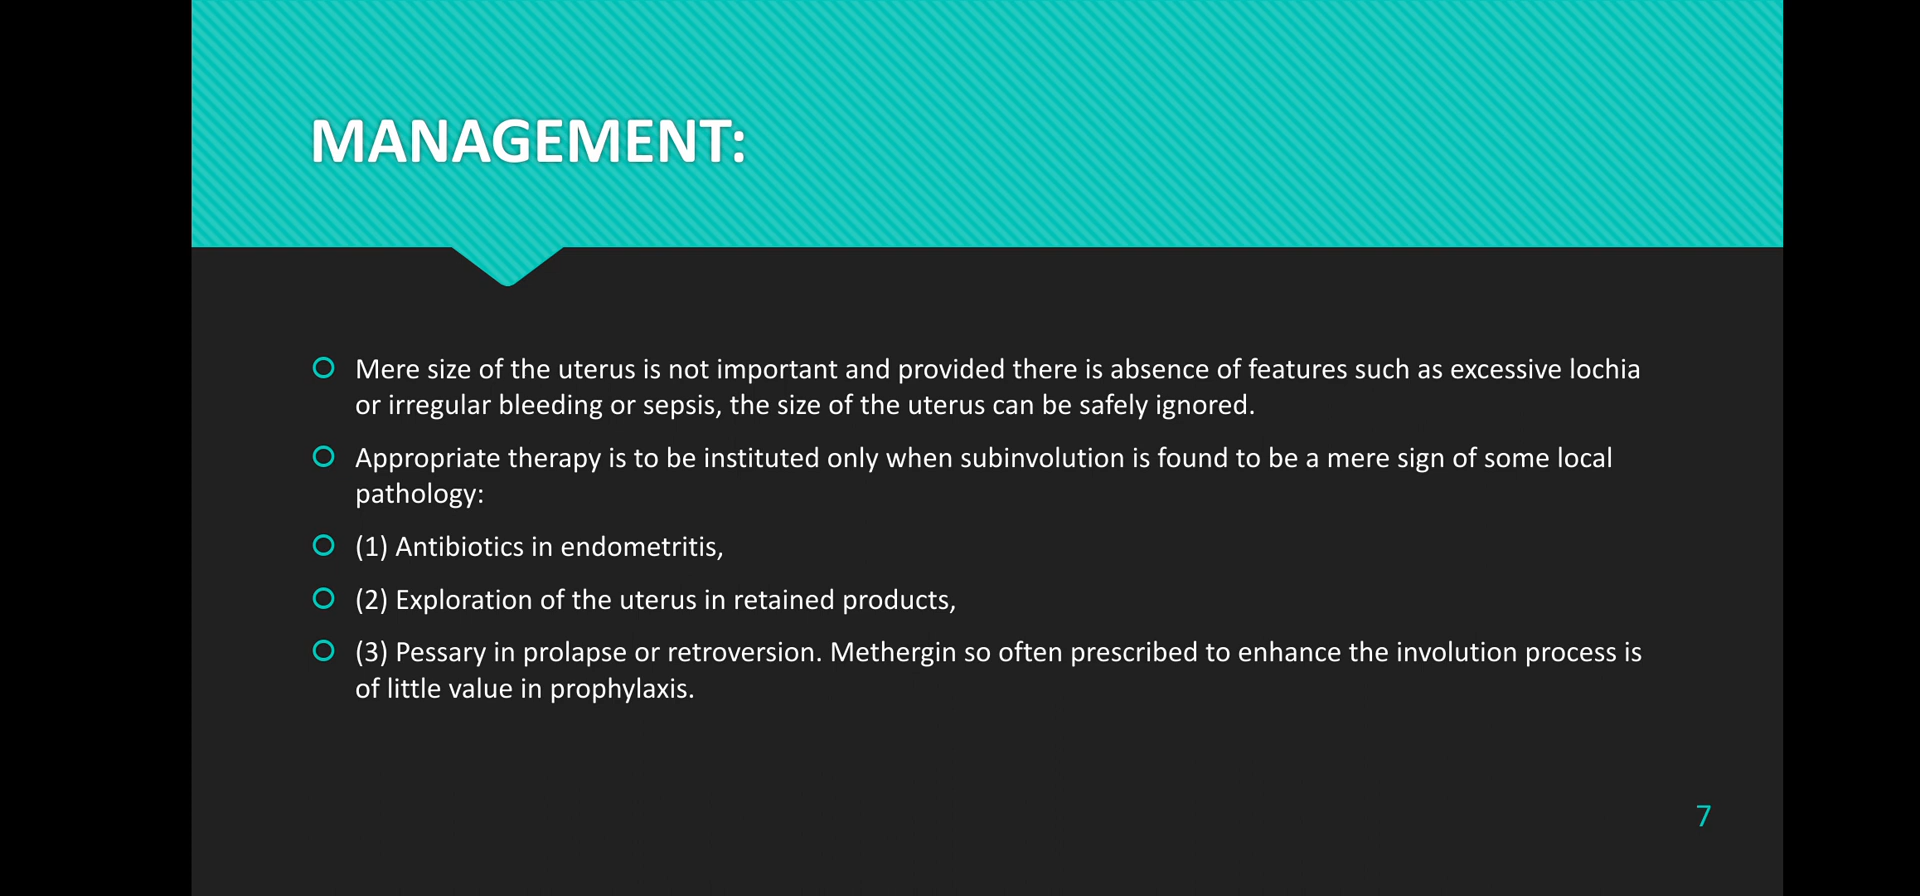 MANAGEMENT:
Mere size of the uterus is not important and provided there is absence of features such as excessive lochia
or irregular bleeding or sepsis, the size of the uterus can be safely ignored.
Appropriate therapy is to be instituted only when subinvolution is found to be a mere sign of some local
pathology:
(1) Antibiotics in endometritis,
(2) Exploration of the uterus in retained products,
(3) Pessary in prolapse or retroversion. Methergin so often prescribed to enhance the involution process is
of little value in prophylaxis.
7